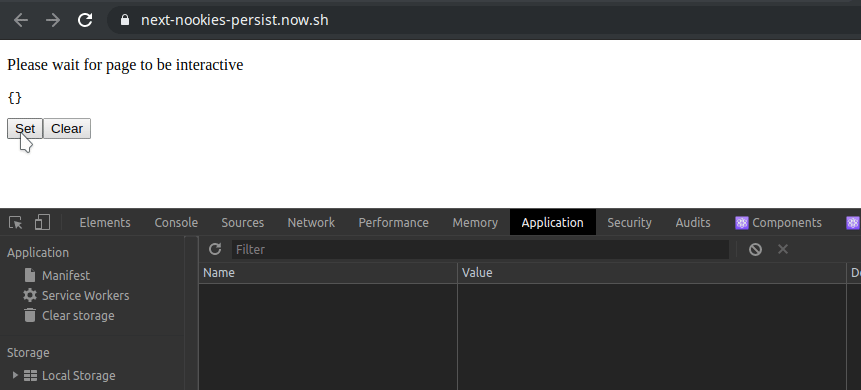 next-nookies-persist.now.sh
Please wait for page to be interactive
{}
Set Clear
Elements Console Sources Network Performance Memory Application Security Audits Components
Application
Filter
Manifest
Name Value
Service Workers
Clear storage
Storage
Local Storage